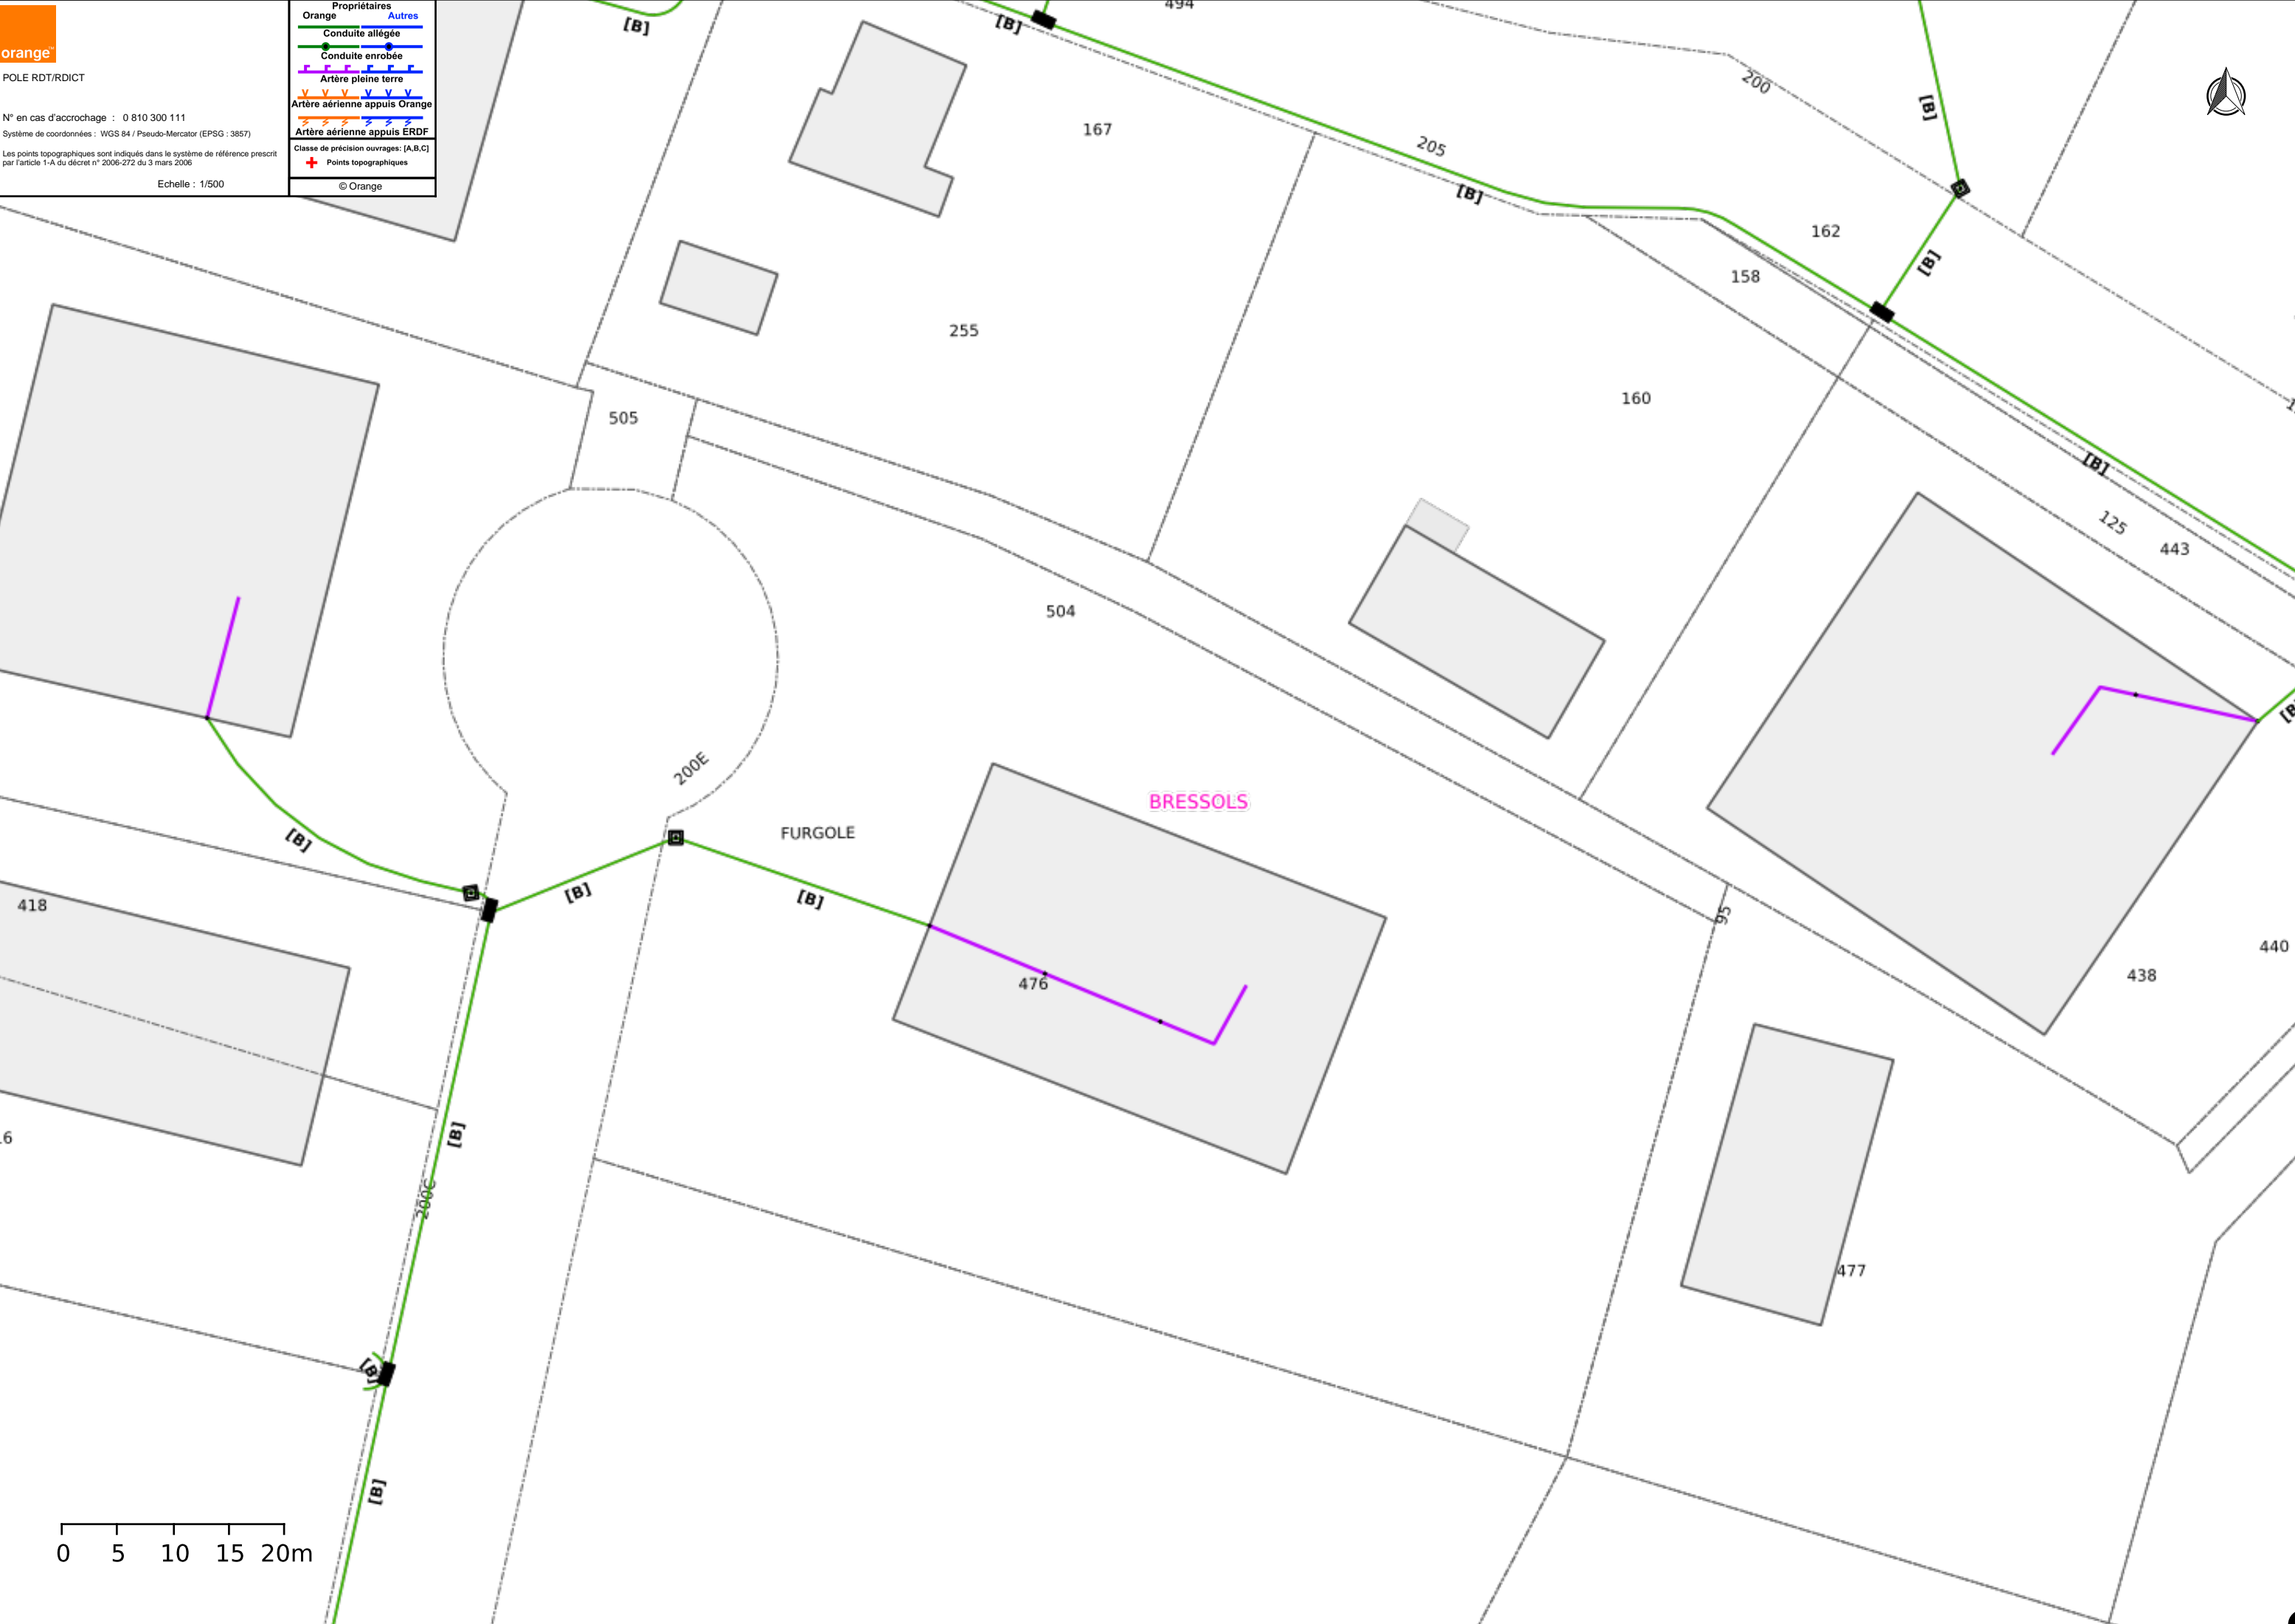 orange™
POLE RDT/RDICT
N° en cas d'accrochage : 0 810 300 111
Système de coordonnées : WGS 84 / Pseudo-Mercator (EPSG : 3857)
Les points topographiques sont indiqués dans le système de référence prescrit
par l'article 1-A du décret n° 2006-272 du 3 mars 2006
Echelle : 1/500
Propriétaires
Orange Autres
Conduite allégée
Conduite enrobée
Artère pleine terre
Artère aérienne appuis Orange
Artère aérienne appuis ERDF
Classe de précision ouvrages: [A,B,C]
Points topographiques
© Orange
[B]
[B]
494
200
[B]
167
205
[B]
162
[B]
158
255
160
505
[B]
125
443
504
200E
BRESSOLS
FURGOLE
[B]
[B]
[B]
418
95
440
438
476
[B]
200C
477
[B]
[B]
0 5 10 15 20m